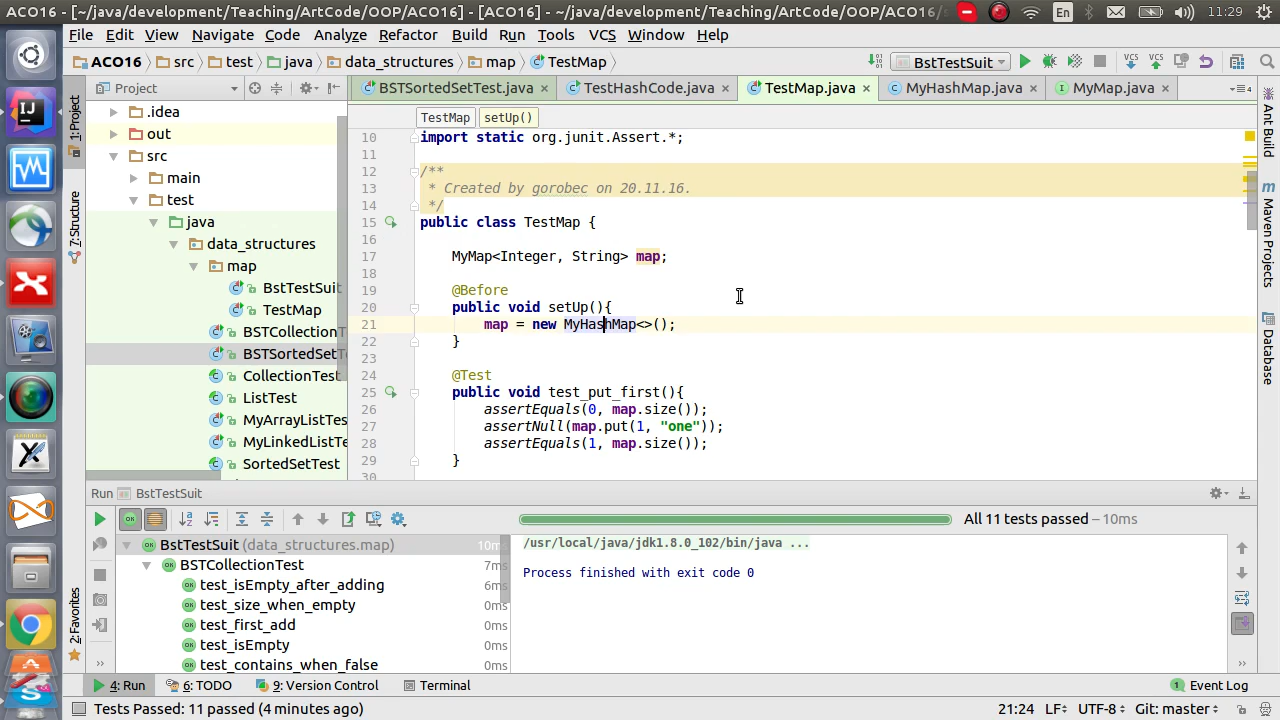 ACO16 - [~/java/development/Teaching/ArtCode/OOP/ACO16] - [ACO16] - ~/java/development/Teaching/ArtCode/OOP/ACO16/
En
11:29
File Edit View Navigate Code Analyze Refactor Build Run Tools VCS Window Help
ACO16 src test java data_structures map TestMap
BstTestSuit
VCS VCS
Project
BSTSortedSetTest.java TestHashCode.java TestMap.java MyHashMap.java MyMap.java
TestMap setUp()
1: Project
7: Structure
2: Favorites
Ant Build
Maven Projects
Database
.idea
out
src
main
test
java
data_structures
map
BstTestSuit
TestMap
BSTCollectionT
BSTSortedSetT
CollectionTest
ListTest
MyArrayListTes
MyLinkedListTe
SortedSetTest
10 import static org.junit.Assert.*;
11
12 /**
13 * Created by gorobec on 20.11.16.
14 */
15 public class TestMap {
16
17 MyMap<Integer, String> map;
18
19 @Before
20 public void setUp(){
21 map = new MyHashMap<>();
22 }
23
24 @Test
25 public void test_put_first(){
26 assertEquals(0, map.size());
27 assertNull(map.put(1, "one"));
28 assertEquals(1, map.size());
29 }
30
Run BstTestSuit
All 11 tests passed – 10ms
BstTestSuit (data_structures.map) 10ms
BSTCollectionTest 7ms
test_isEmpty_after_adding 6ms
test_size_when_empty 0ms
test_first_add 0ms
test_isEmpty 0ms
test_contains_when_false 0ms
/usr/local/java/jdk1.8.0_102/bin/java ...
Process finished with exit code 0
4: Run 6: TODO 9: Version Control Terminal 1 Event Log
Tests Passed: 11 passed (4 minutes ago) 21:24 LF UTF-8 Git: master